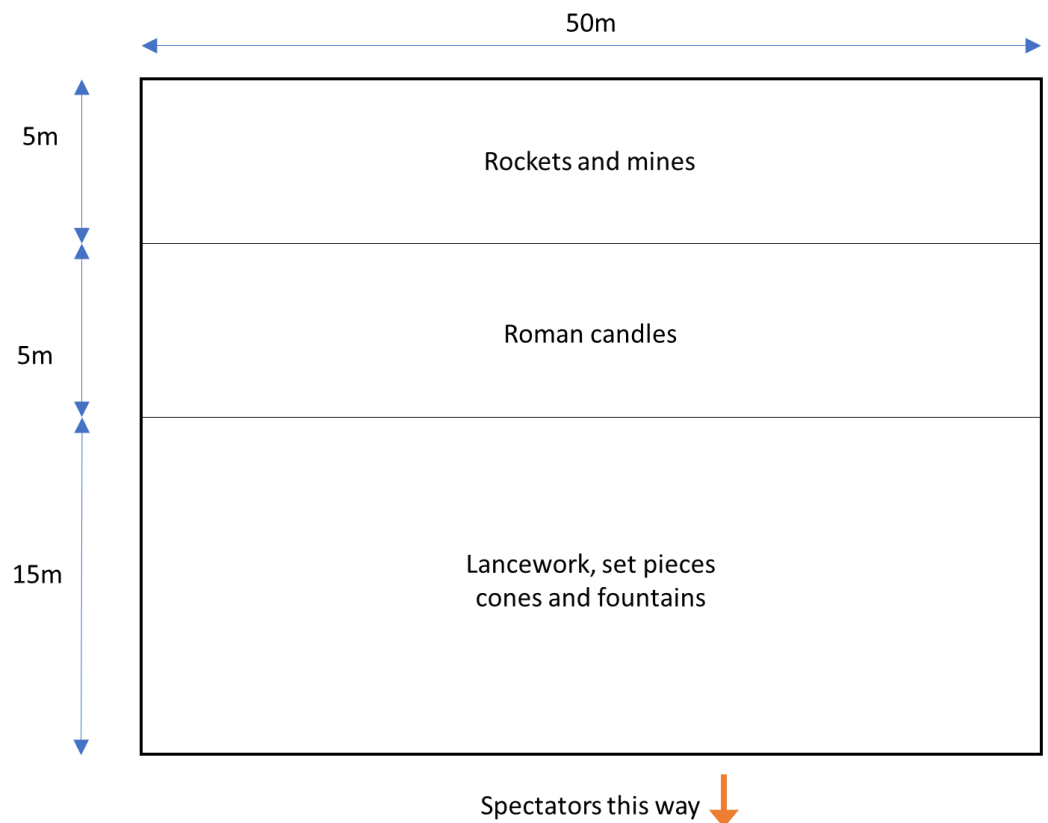 50m
5m
Rockets and mines
5m
Roman candles
15m
Lancework, set pieces
cones and fountains
Spectators this way